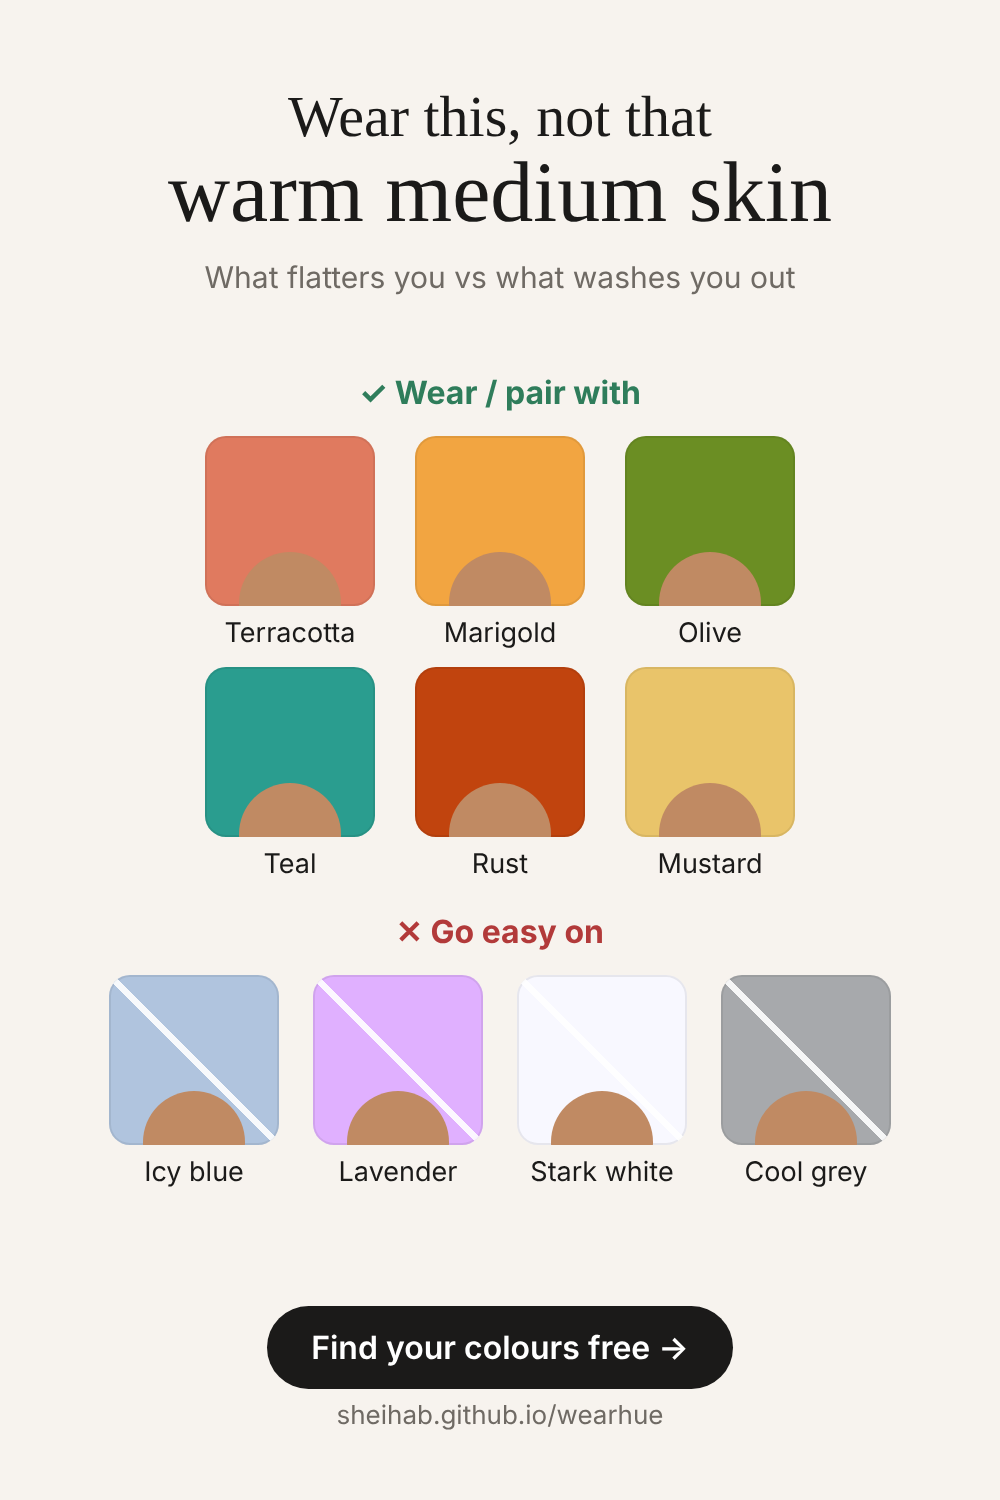 Wear this, not that
warm medium skin
What flatters you vs what washes you out
✓ Wear / pair with
Terracotta Marigold Olive
Teal Rust Mustard
✕ Go easy on
Icy blue Lavender Stark white Cool grey
Find your colours free →
sheihab.github.io/wearhue